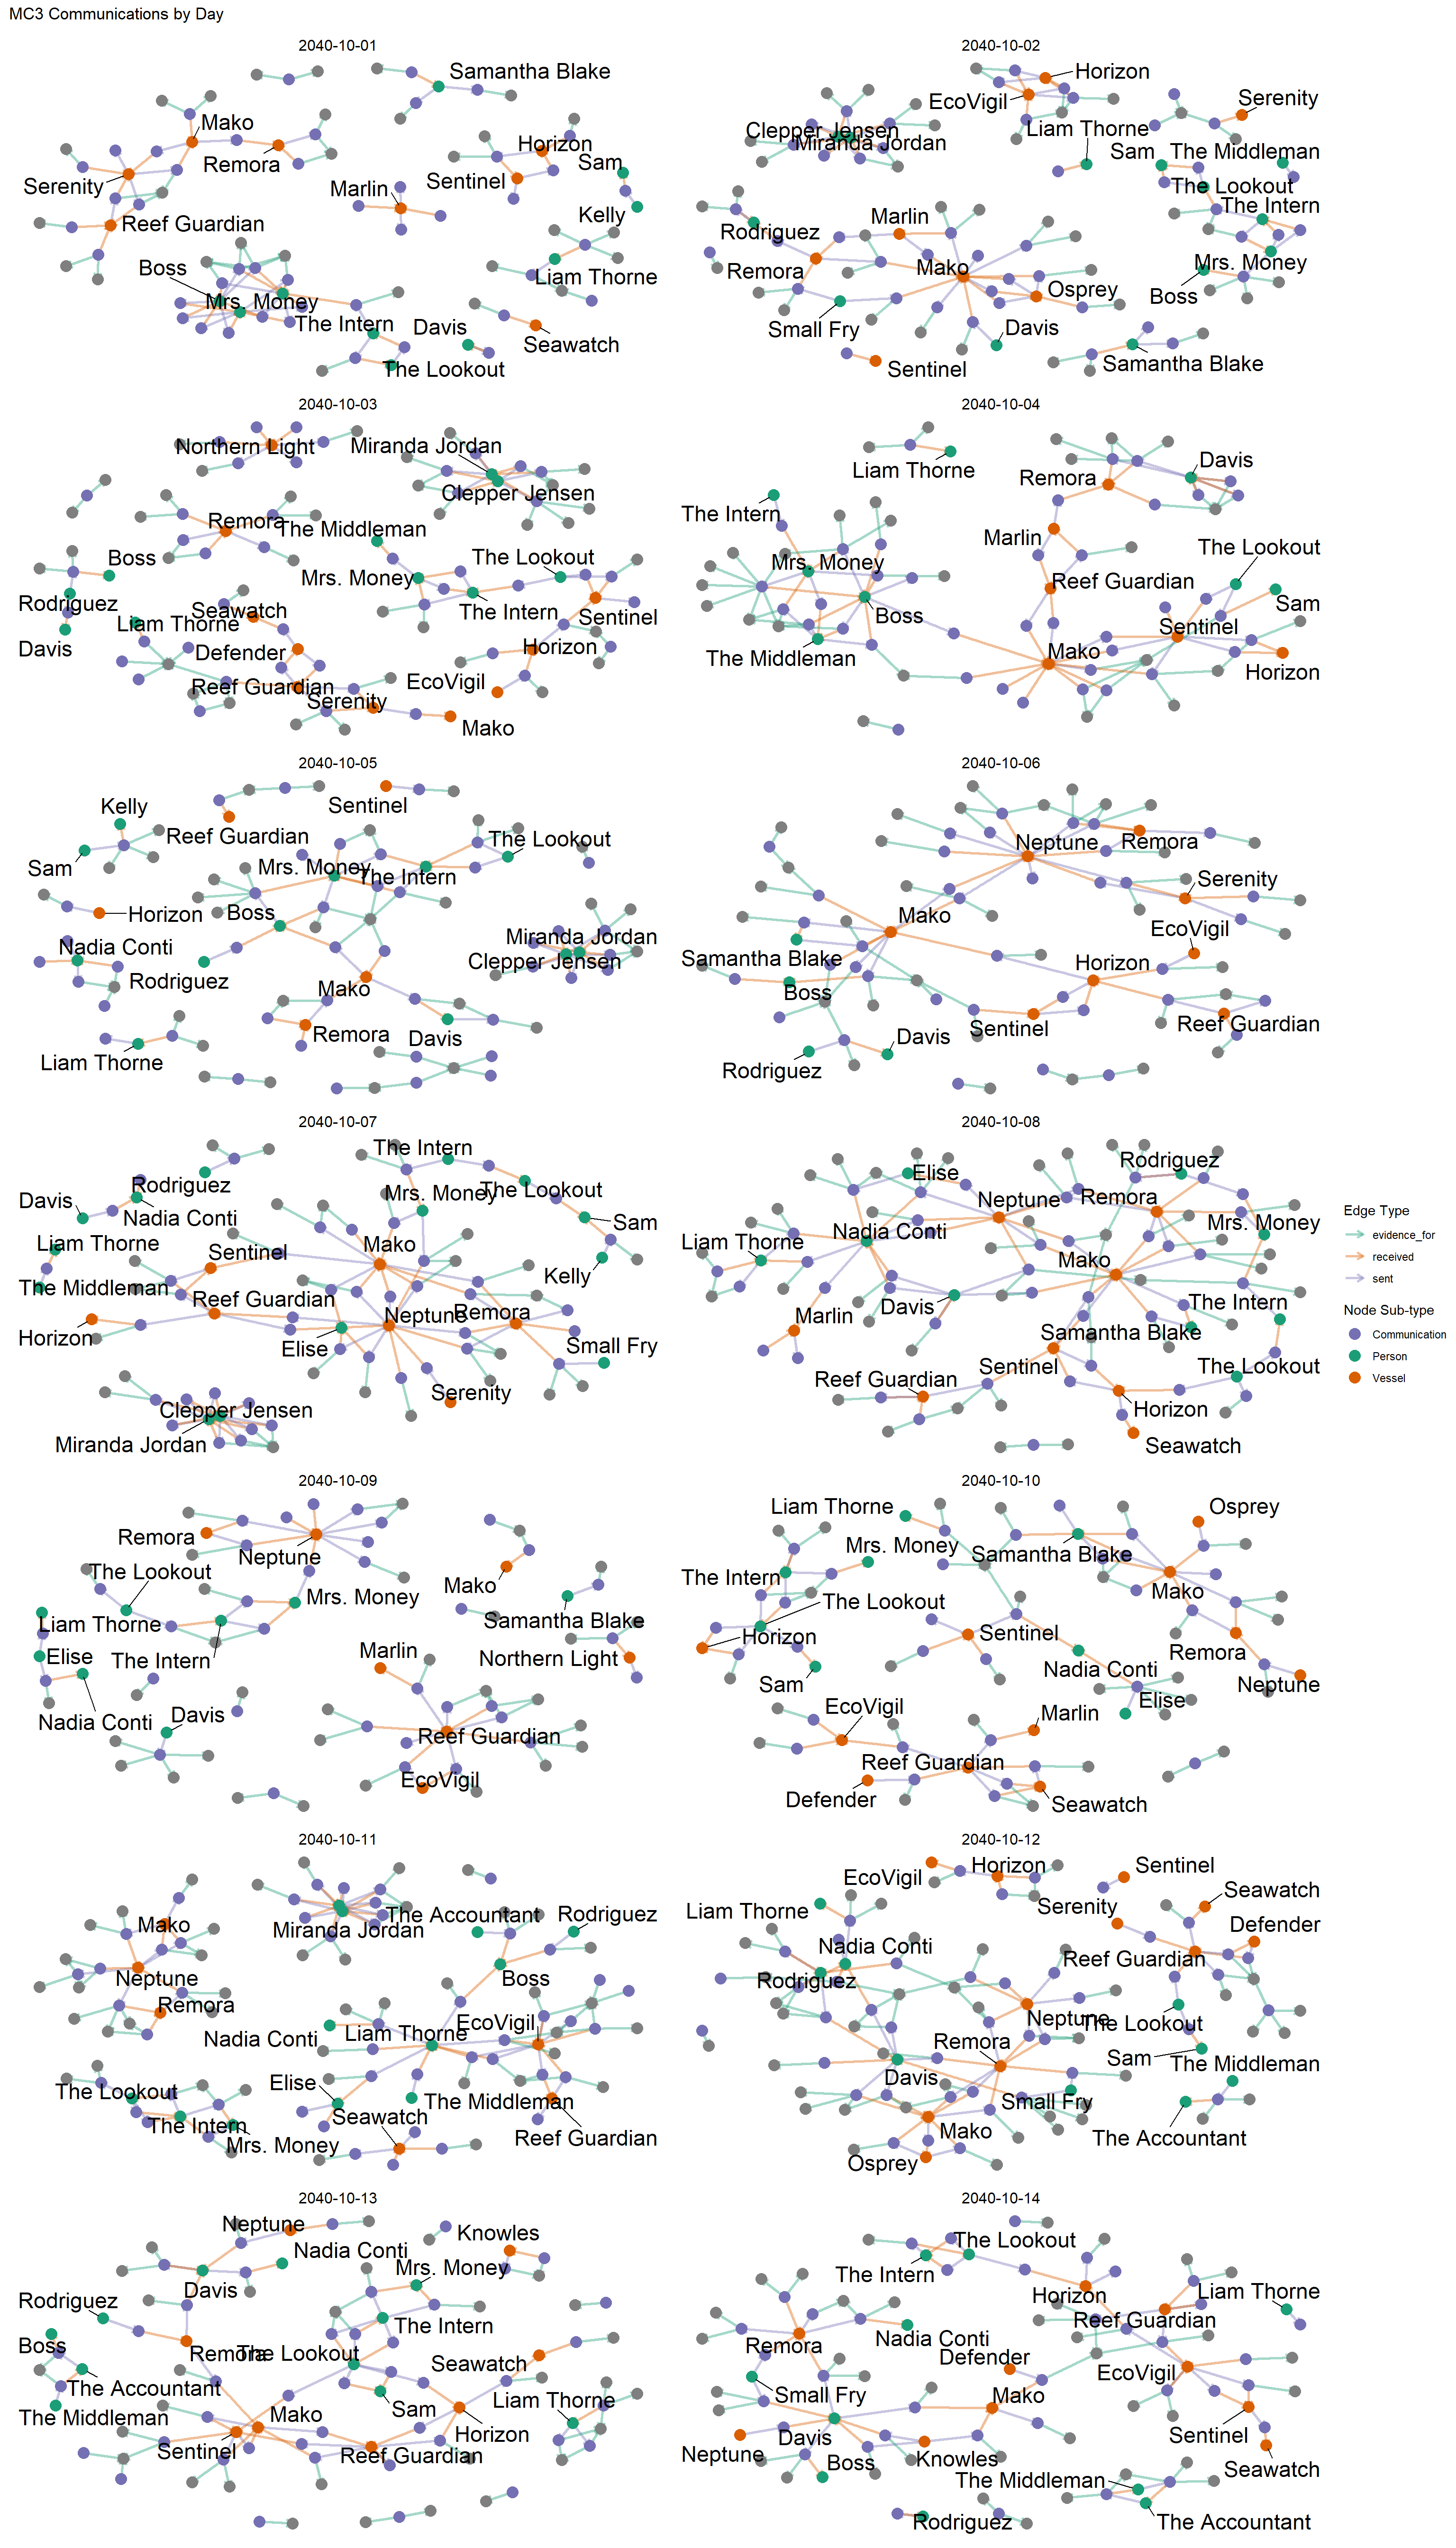 MC3 Communications by Day
2040-10-01
Samantha Blake
Mako
Remora
Serenity
Horizon
Sam
Marlin
Sentinel
Kelly
Reef Guardian
Boss
Liam Thorne
Mrs. Money
The Intern
Davis
Seawatch
The Lookout
2040-10-02
Horizon
EcoVigil
Serenity
Clepper Jensen
Miranda Jordan
Liam Thorne
Sam
The Middleman
The Lookout
The Intern
Marlin
Rodriguez
Remora
Mako
Mrs. Money
Osprey
Boss
Small Fry
Davis
Sentinel
Samantha Blake
2040-10-03
Northern Light
Miranda Jordan
Clepper Jensen
Remora
The Middleman
Boss
The Lookout
Mrs. Money
Rodriguez
Seawatch
The Intern
Sentinel
Liam Thorne
Davis
Defender
Horizon
Reef Guardian
EcoVigil
Serenity
Mako
2040-10-04
Liam Thorne
Remora
Davis
The Intern
Marlin
The Lookout
Mrs. Money
Reef Guardian
Sam
Boss
Sentinel
The Middleman
Mako
Horizon
2040-10-05
Kelly
Reef Guardian
Sentinel
The Lookout
Sam
Mrs. Money
The Intern
Horizon
Boss
Nadia Conti
Miranda Jordan
Clepper Jensen
Rodriguez
Mako
Remora
Davis
Liam Thorne
2040-10-06
Neptune
Remora
Serenity
Mako
EcoVigil
Samantha Blake
Horizon
Boss
Sentinel
Reef Guardian
Davis
Rodriguez
2040-10-07
The Intern
Rodriguez
Davis
Mrs. Money
The Lookout
Nadia Conti
Sam
Liam Thorne
Sentinel
Mako
Kelly
The Middleman
Reef Guardian
Neptune
Remora
Horizon
Elise
Small Fry
Serenity
Clepper Jensen
Miranda Jordan
2040-10-08
Rodriguez
Elise
Neptune
Remora
Nadia Conti
Mrs. Money
Liam Thorne
Mako
Davis
The Intern
Marlin
Samantha Blake
Sentinel
The Lookout
Reef Guardian
Horizon
Seawatch
Edge Type
evidence_for
received
sent
Node Sub-type
Communication
Person
Vessel
2040-10-09
Remora
Neptune
The Lookout
Mako
Mrs. Money
Liam Thorne
Samantha Blake
Elise
The Intern
Marlin
Northern Light
Nadia Conti
Davis
Reef Guardian
EcoVigil
2040-10-10
Liam Thorne
Osprey
Mrs. Money
Samantha Blake
The Intern
Mako
The Lookout
Horizon
Sentinel
Remora
Sam
Nadia Conti
Neptune
Elise
EcoVigil
Marlin
Reef Guardian
Defender
Seawatch
2040-10-11
Mako
The Accountant
Rodriguez
Miranda Jordan
Neptune
Boss
Remora
EcoVigil
Nadia Conti
Liam Thorne
Elise
The Lookout
The Middleman
The Intern
Seawatch
Mrs. Money
Reef Guardian
2040-10-12
EcoVigil
Horizon
Sentinel
Liam Thorne
Serenity
Seawatch
Defender
Nadia Conti
Reef Guardian
Rodriguez
Neptune
The Lookout
Remora
Sam
The Middleman
Davis
Small Fry
Mako
The Accountant
Osprey
2040-10-13
Neptune
Knowles
Nadia Conti
Mrs. Money
Davis
Rodriguez
The Intern
Boss
Remora
The Lookout
Seawatch
The Accountant
Sam
Liam Thorne
The Middleman
Mako
Horizon
Sentinel
Reef Guardian
2040-10-14
The Lookout
The Intern
Horizon
Liam Thorne
Reef Guardian
Remora
Nadia Conti
Defender
EcoVigil
Small Fry
Mako
Davis
Sentinel
Neptune
Boss
Knowles
Seawatch
The Middleman
Rodriguez
The Accountant